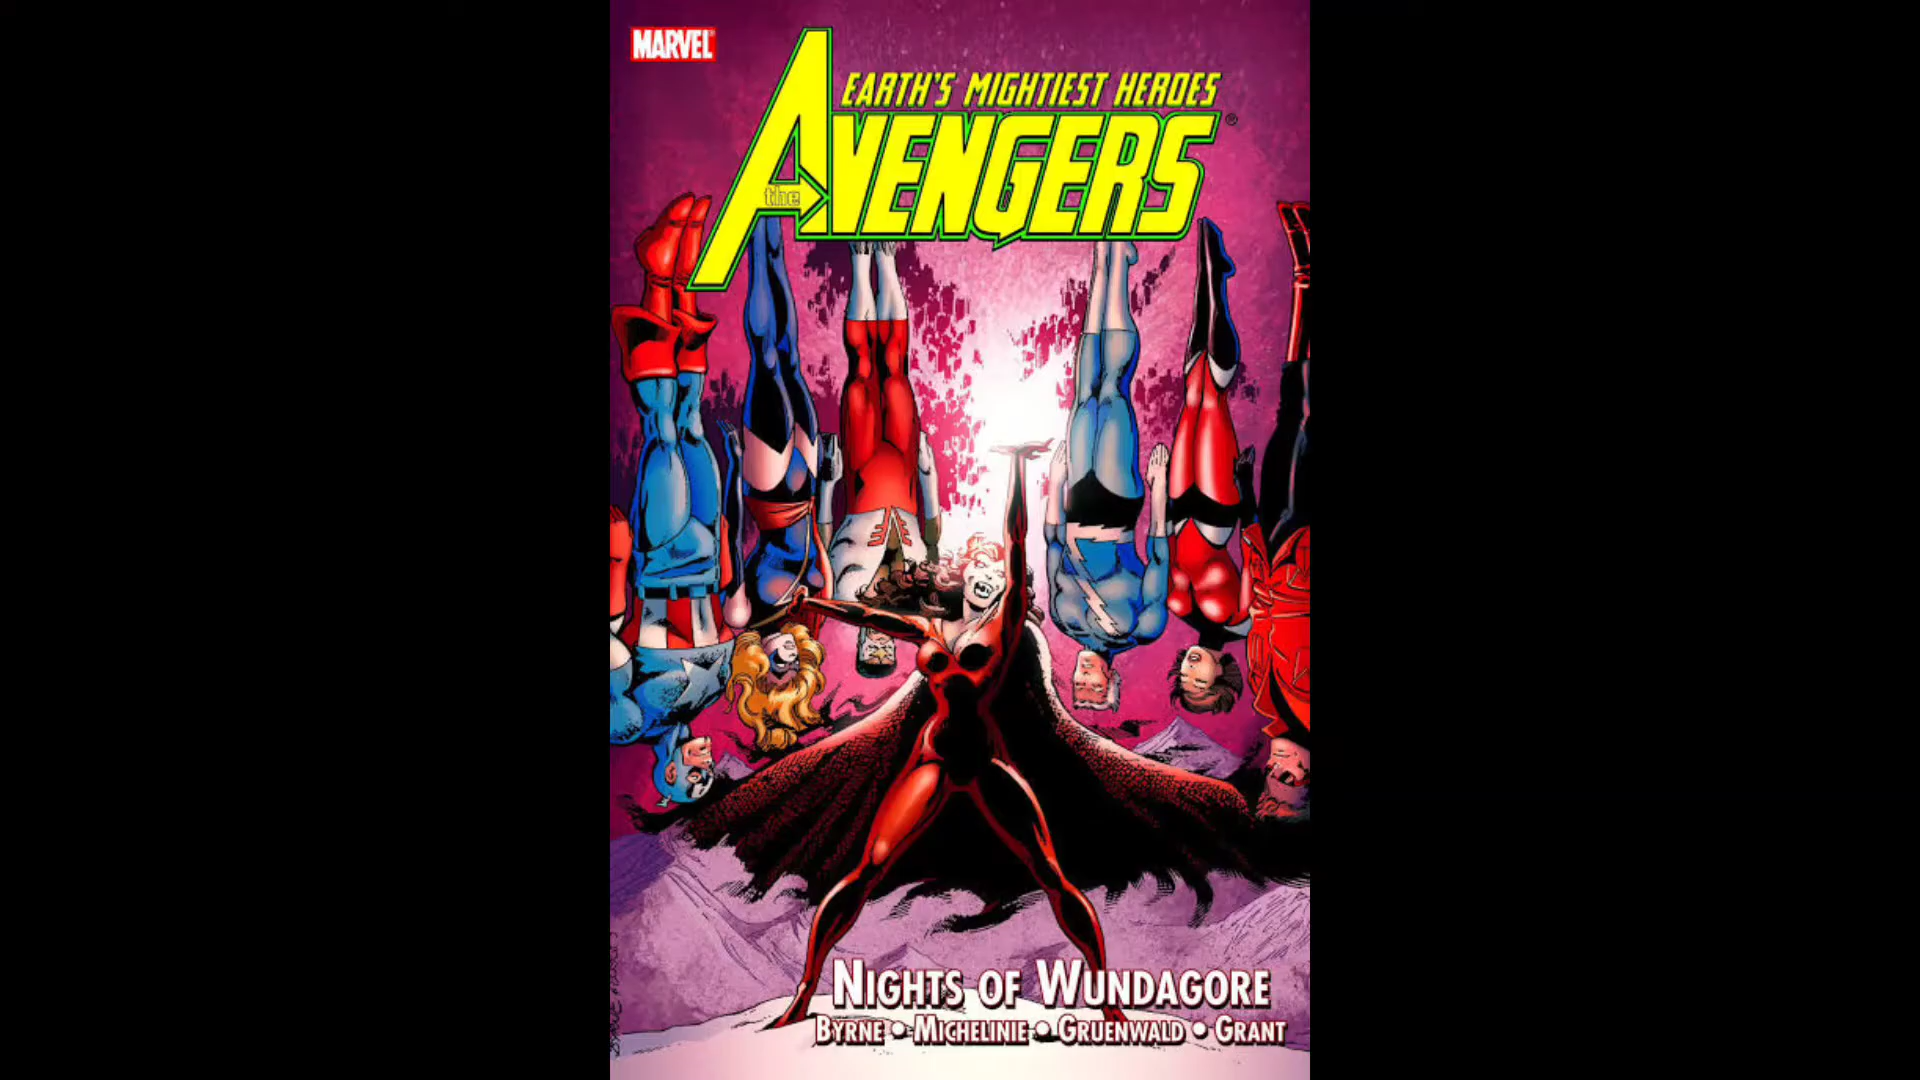 MARVEL
EARTH'S MIGHTIEST HEROES
the AVENGERS®
NIGHTS OF WUNDAGORE
BYRNE • MICHELINIE • GRUENWALD • GRANT